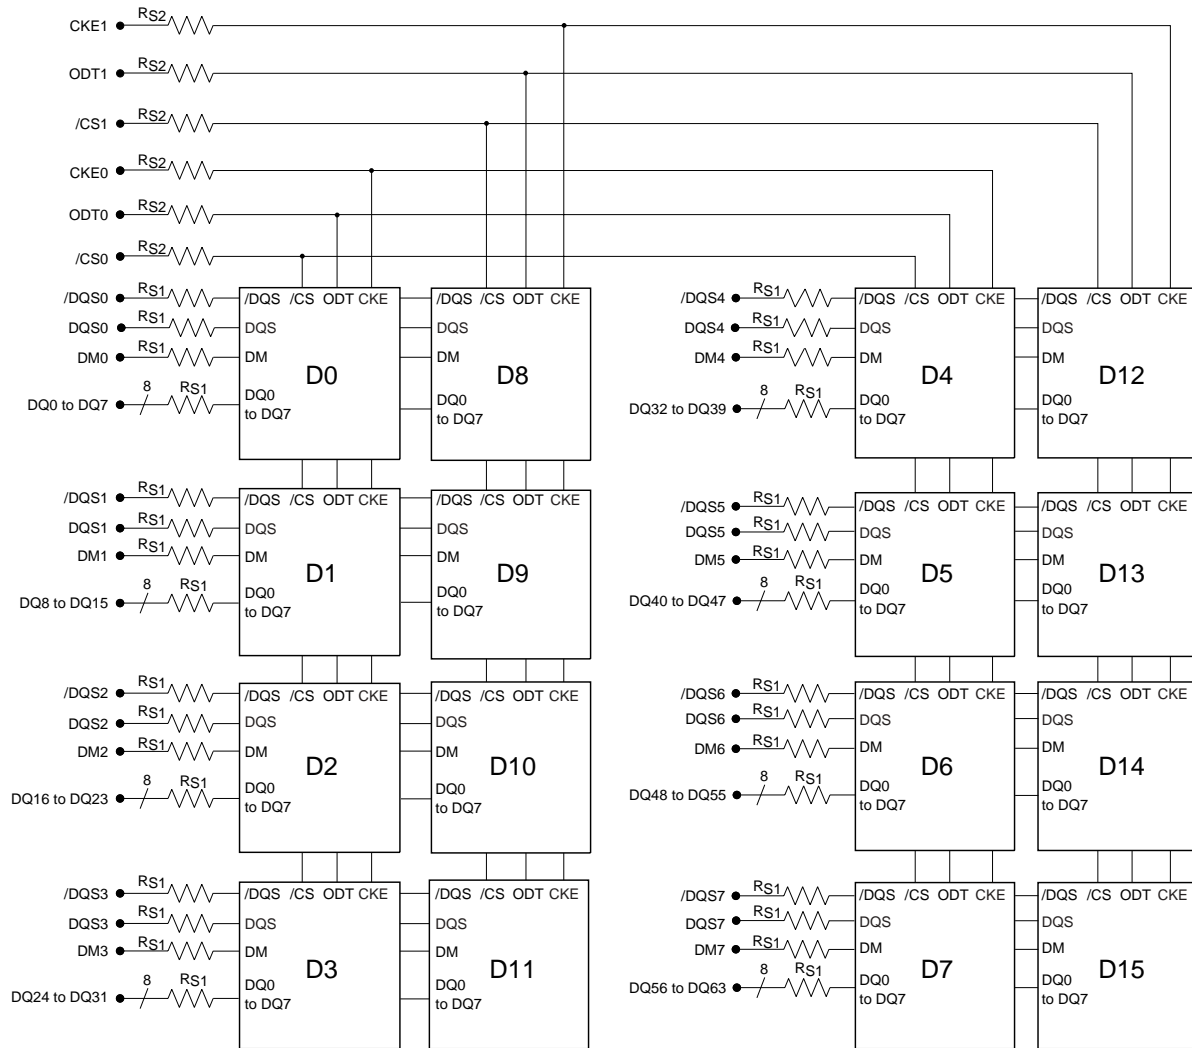 CKE1 RS2
ODT1 RS2
/CS1 RS2
CKE0 RS2
ODT0 RS2
/CS0 RS2
/DQS0 RS1
DQS0 RS1
DM0 RS1
DQ0 to DQ7 8 RS1
/DQS /CS ODT CKE
DQS
DM
D0
DQ0
to DQ7
/DQS /CS ODT CKE
DQS
DM
D8
DQ0
to DQ7
/DQS4 RS1
DQS4 RS1
DM4 RS1
DQ32 to DQ39 8 RS1
/DQS /CS ODT CKE
DQS
DM
D4
DQ0
to DQ7
/DQS /CS ODT CKE
DQS
DM
D12
DQ0
to DQ7
/DQS1 RS1
DQS1 RS1
DM1 RS1
DQ8 to DQ15 8 RS1
/DQS /CS ODT CKE
DQS
DM
D1
DQ0
to DQ7
/DQS /CS ODT CKE
DQS
DM
D9
DQ0
to DQ7
/DQS5 RS1
DQS5 RS1
DM5 RS1
DQ40 to DQ47 8 RS1
/DQS /CS ODT CKE
DQS
DM
D5
DQ0
to DQ7
/DQS /CS ODT CKE
DQS
DM
D13
DQ0
to DQ7
/DQS2 RS1
DQS2 RS1
DM2 RS1
DQ16 to DQ23 8 RS1
/DQS /CS ODT CKE
DQS
DM
D2
DQ0
to DQ7
/DQS /CS ODT CKE
DQS
DM
D10
DQ0
to DQ7
/DQS6 RS1
DQS6 RS1
DM6 RS1
DQ48 to DQ55 8 RS1
/DQS /CS ODT CKE
DQS
DM
D6
DQ0
to DQ7
/DQS /CS ODT CKE
DQS
DM
D14
DQ0
to DQ7
/DQS3 RS1
DQS3 RS1
DM3 RS1
DQ24 to DQ31 8 RS1
/DQS /CS ODT CKE
DQS
DM
D3
DQ0
to DQ7
/DQS /CS ODT CKE
DQS
DM
D11
DQ0
to DQ7
/DQS7 RS1
DQS7 RS1
DM7 RS1
DQ56 to DQ63 8 RS1
/DQS /CS ODT CKE
DQS
DM
D7
DQ0
to DQ7
/DQS /CS ODT CKE
DQS
DM
D15
DQ0
to DQ7